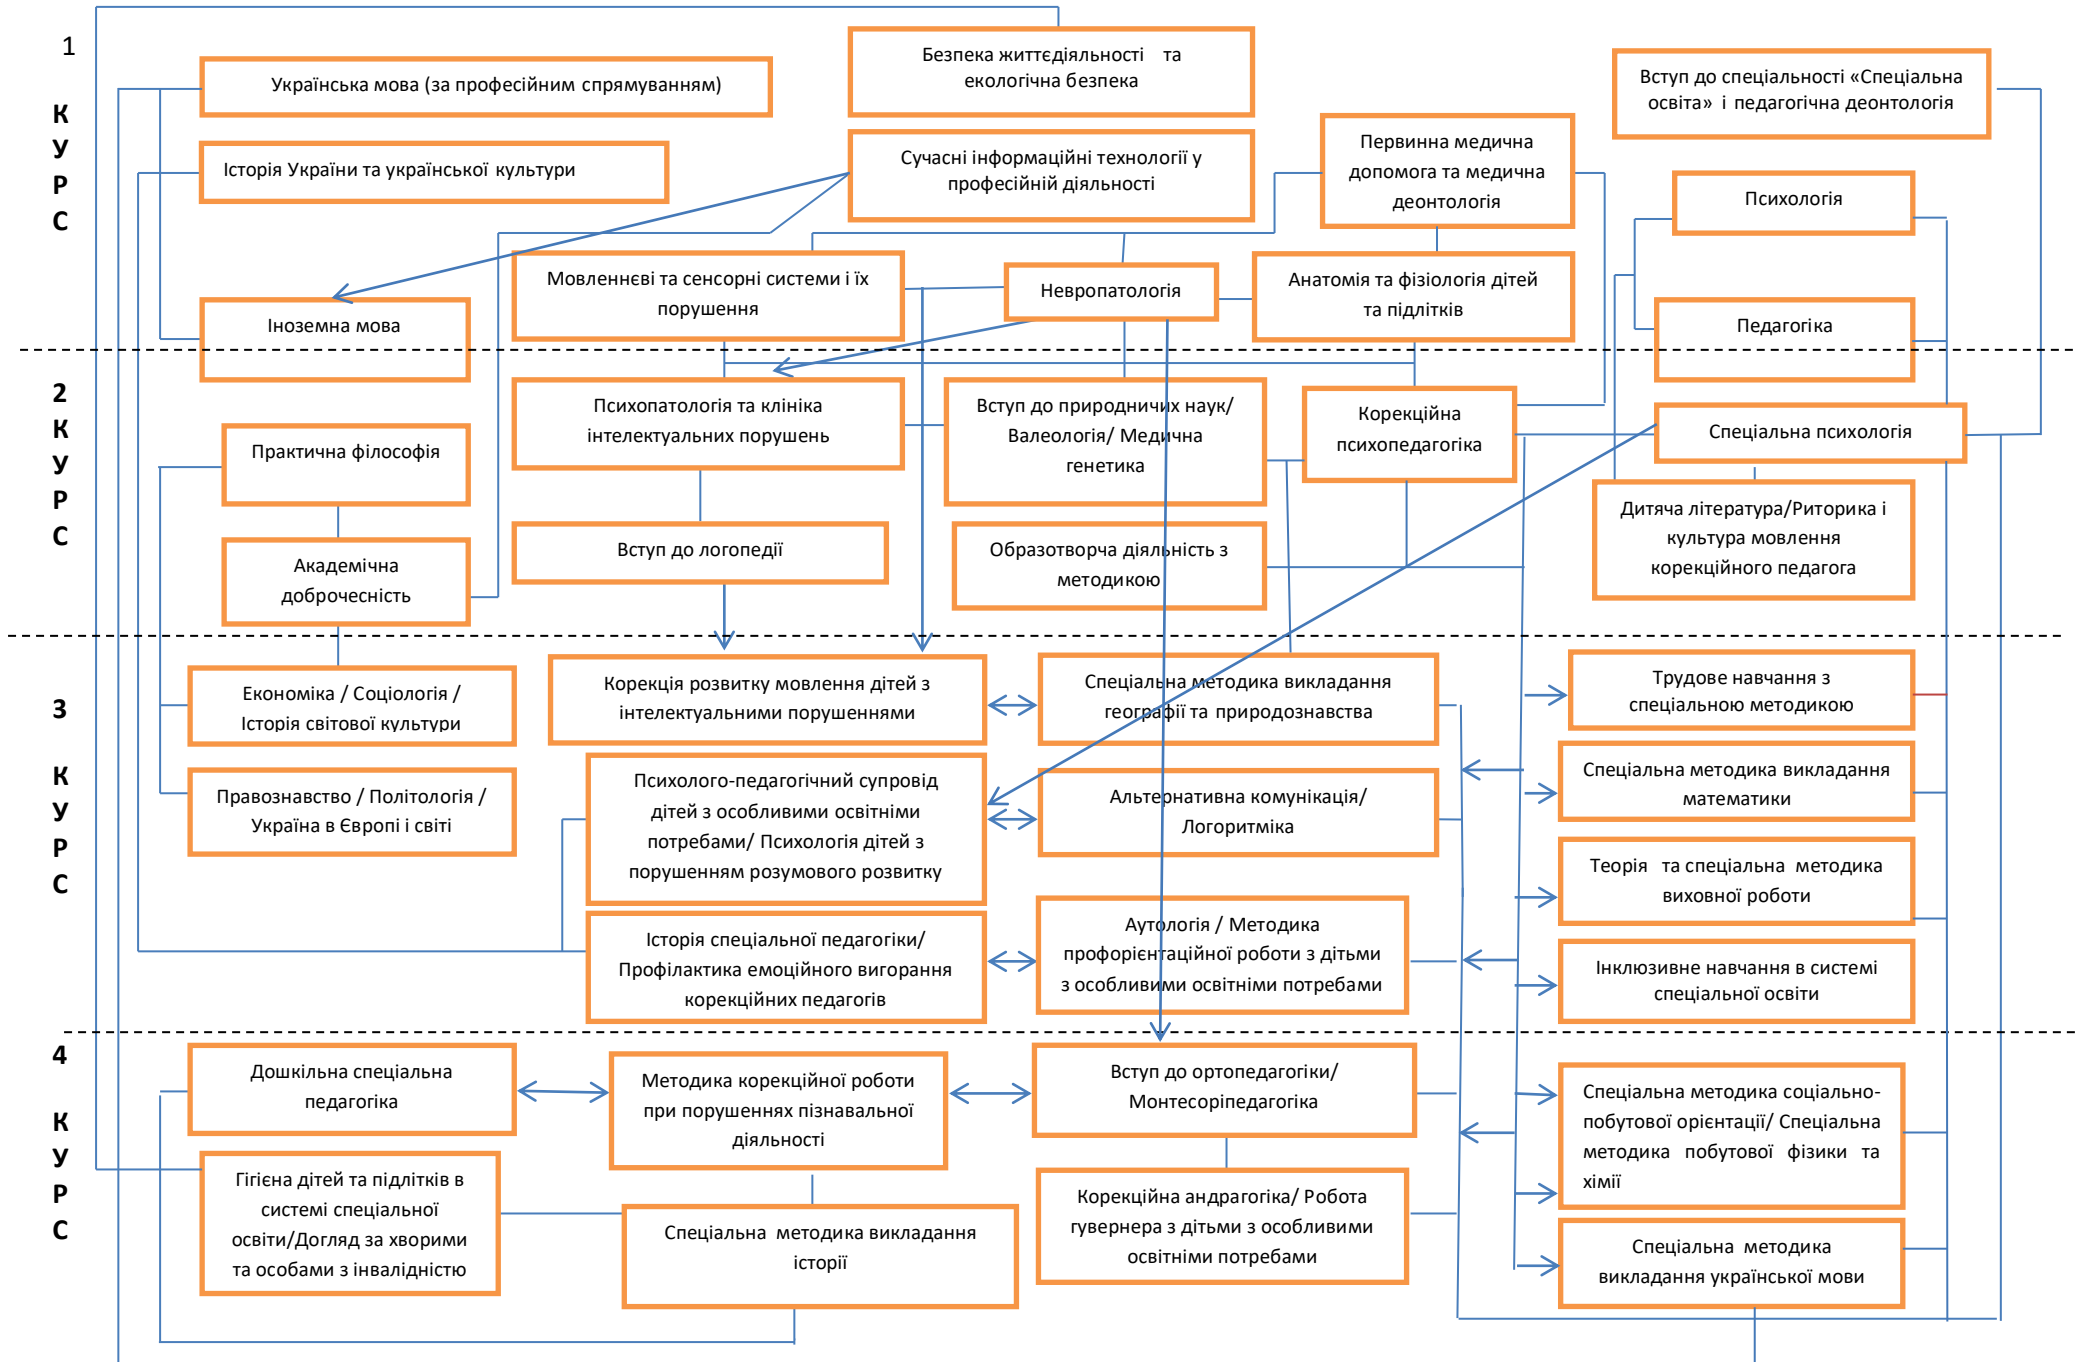 1
К
У
Р
С
Безпека життєдіяльності та
екологічна безпека
Українська мова (за професійним спрямуванням)
Вступ до спеціальності «Спеціальна
освіта» і педагогічна деонтологія
Історія України та української культури
Сучасні інформаційні технології у
професійній діяльності
Первинна медична
допомога та медична
деонтологія
Психологія
Мовленнєві та сенсорні системи і їх
порушення
Невропатологія
Анатомія та фізіологія дітей
та підлітків
Іноземна мова
Педагогіка
2
К
У
Р
С
Психопатологія та клініка
інтелектуальних порушень
Вступ до природничих наук/
Валеологія/ Медична
генетика
Корекційна
психопедагогіка
Спеціальна психологія
Практична філософія
Академічна
доброчесність
Вступ до логопедії
Образотворча діяльність з
методикою
Дитяча література/Риторика і
культура мовлення
корекційного педагога
3
К
У
Р
С
Економіка / Соціологія /
Історія світової культури
Корекція розвитку мовлення дітей з
інтелектуальними порушеннями
Спеціальна методика викладання
географії та природознавства
Трудове навчання з
спеціальною методикою
Правознавство / Політологія /
Україна в Європі і світі
Психолого-педагогічний супровід
дітей з особливими освітніми
потребами/ Психологія дітей з
порушенням розумового розвитку
Альтернативна комунікація/
Логоритміка
Спеціальна методика викладання
математики
Теорія та спеціальна методика
виховної роботи
Історія спеціальної педагогіки/
Профілактика емоційного вигорання
корекційних педагогів
Аутологія / Методика
профорієнтаційної роботи з дітьми
з особливими освітніми потребами
Інклюзивне навчання в системі
спеціальної освіти
4
К
У
Р
С
Дошкільна спеціальна
педагогіка
Методика корекційної роботи
при порушеннях пізнавальної
діяльності
Вступ до ортопедагогіки/
Монтесоріпедагогіка
Спеціальна методика соціально-
побутової орієнтації/ Спеціальна
методика побутової фізики та
хімії
Гігієна дітей та підлітків в
системі спеціальної
освіти/Догляд за хворими
та особами з інвалідністю
Спеціальна методика викладання
історії
Корекційна андрагогіка/ Робота
гувернера з дітьми з особливими
освітніми потребами
Спеціальна методика
викладання української мови